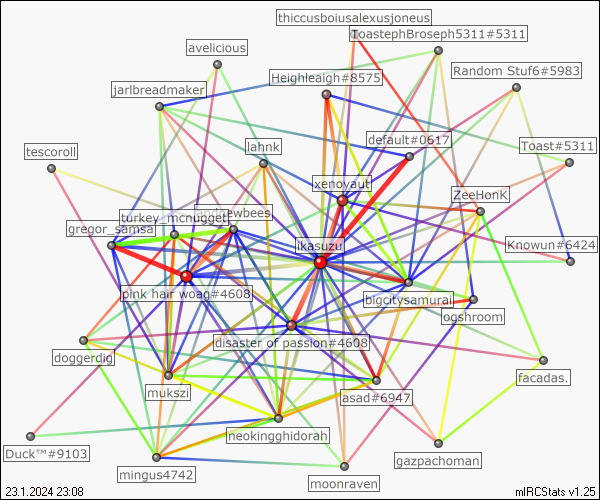 thiccusboiusalexusjoneus
ToastephBroseph5311#5311
avelicious
Random Stuf6#5983
Heighleaigh#8575
jarlbreadmaker
default#0617
Toast#5311
lahnk
tescoroll
xenoyaut
ZeeHonK
turkey_mcnugget
andrewbees
gregor_samsa
ikasuzu
Knowun#6424
pink hair woag#4608
bigcitysamurai
ogshroom
disaster of passion#4608
doggerdig
facadas.
mukszi
asad#6947
neokingghidorah
Duck™#9103
gazpachoman
mingus4742
moonraven
23.1.2024 23:08
mIRCStats v1.25